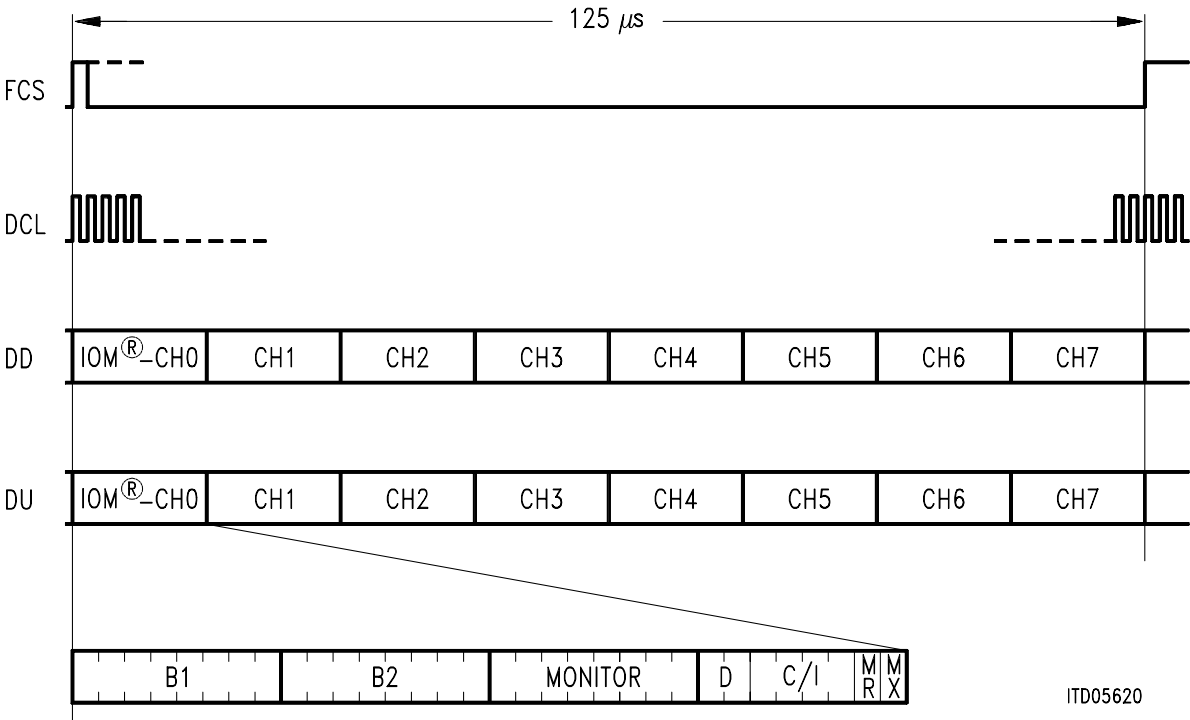 125 μs
FCS
DCL
DD IOM®-CH0 CH1 CH2 CH3 CH4 CH5 CH6 CH7
DU IOM®-CH0 CH1 CH2 CH3 CH4 CH5 CH6 CH7
B1 B2 MONITOR D C/I MR MX
ITD05620